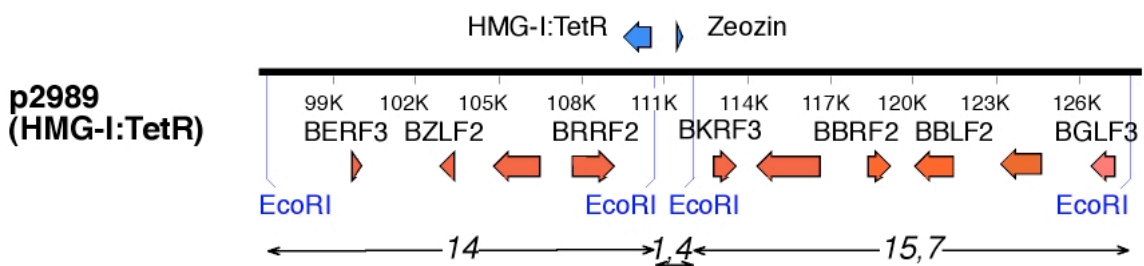 HMG-I:TetR Zeozin
p2989
(HMG-I:TetR)
99K 102K 105K 108K 111K 114K 117K 120K 123K 126K
BERF3 BZLF2 BRRF2 BKRF3 BBRF2 BBLF2 BGLF3
EcoRI EcoRI EcoRI EcoRI
14 1,4 15,7